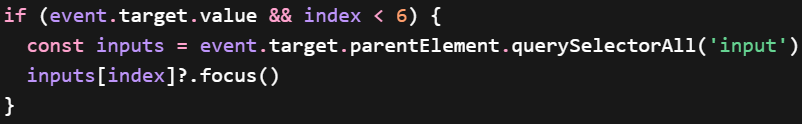 if (event.target.value && index < 6) {
  const inputs = event.target.parentElement.querySelectorAll('input')
  inputs[index]?.focus()
}